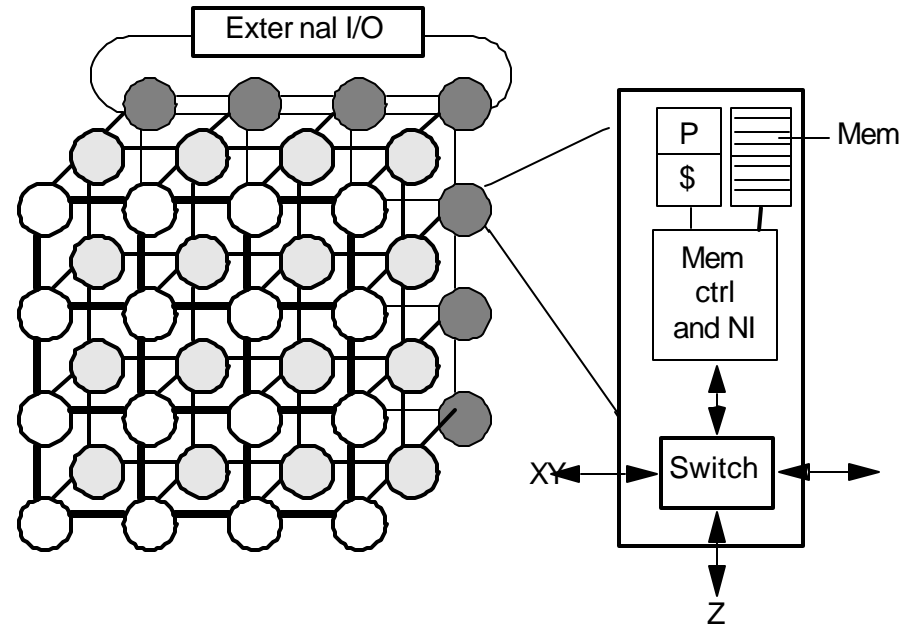 Exter nal I/O
P
$
Mem
Mem
ctrl
and NI
XY
Switch
Z